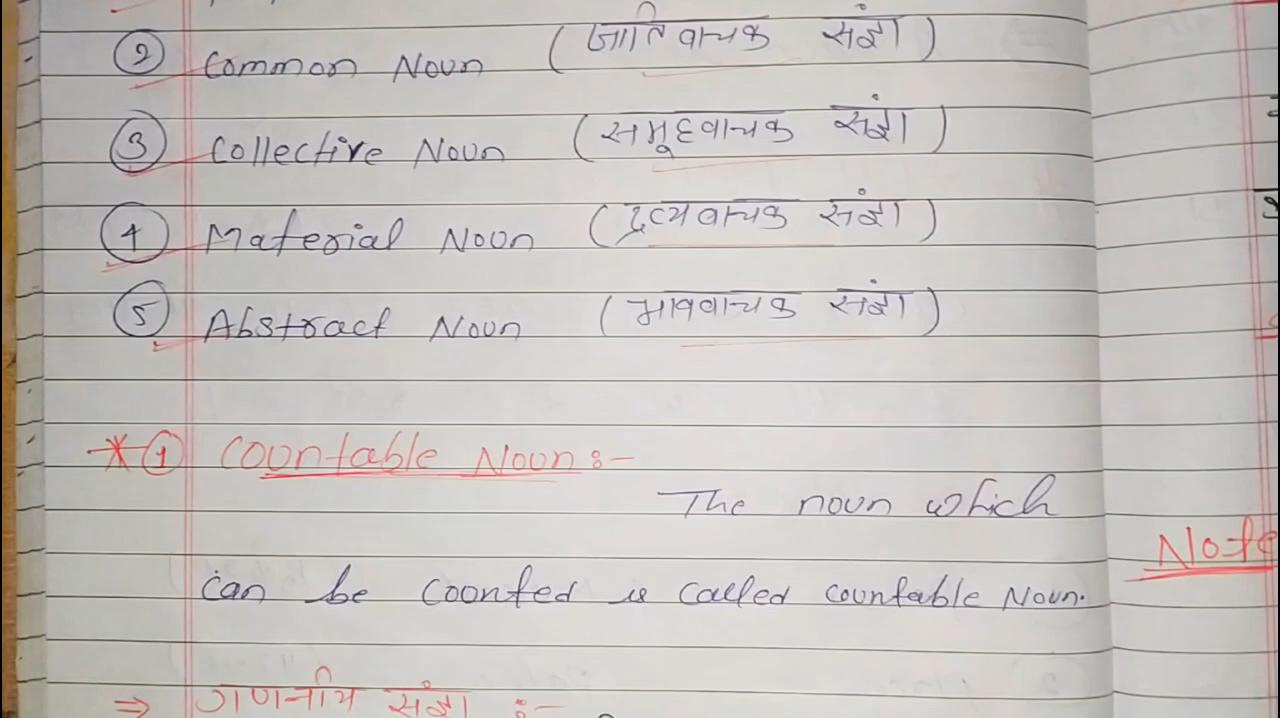 ② Common Noun (जातिवाचक संज्ञा)
③ Collective Noun (समूहवाचक संज्ञा)
④ Material Noun (द्रव्यवाचक संज्ञा)
⑤ Abstract Noun (भाववाचक संज्ञा)
* ① Countable Noun :-
The noun which
can be counted is called countable Noun.
Note
⇒ गणनीय संज्ञा :-